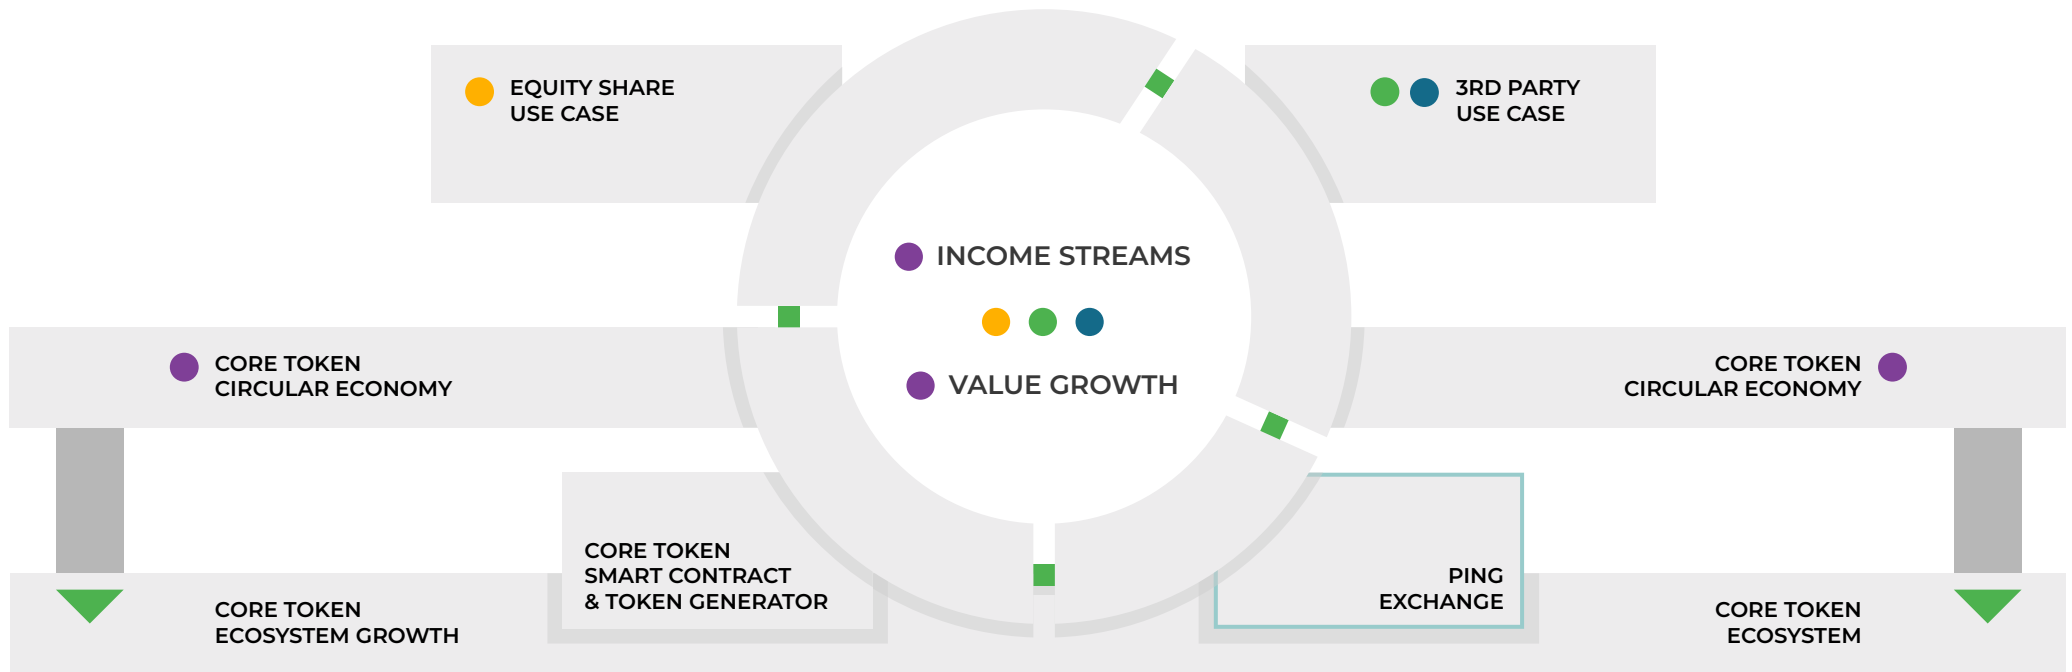 EQUITY SHARE
USE CASE
3RD PARTY
USE CASE
INCOME STREAMS
VALUE GROWTH
CORE TOKEN
CIRCULAR ECONOMY
CORE TOKEN
CIRCULAR ECONOMY
CORE TOKEN
SMART CONTRACT
& TOKEN GENERATOR
PING
EXCHANGE
CORE TOKEN
ECOSYSTEM GROWTH
CORE TOKEN
ECOSYSTEM